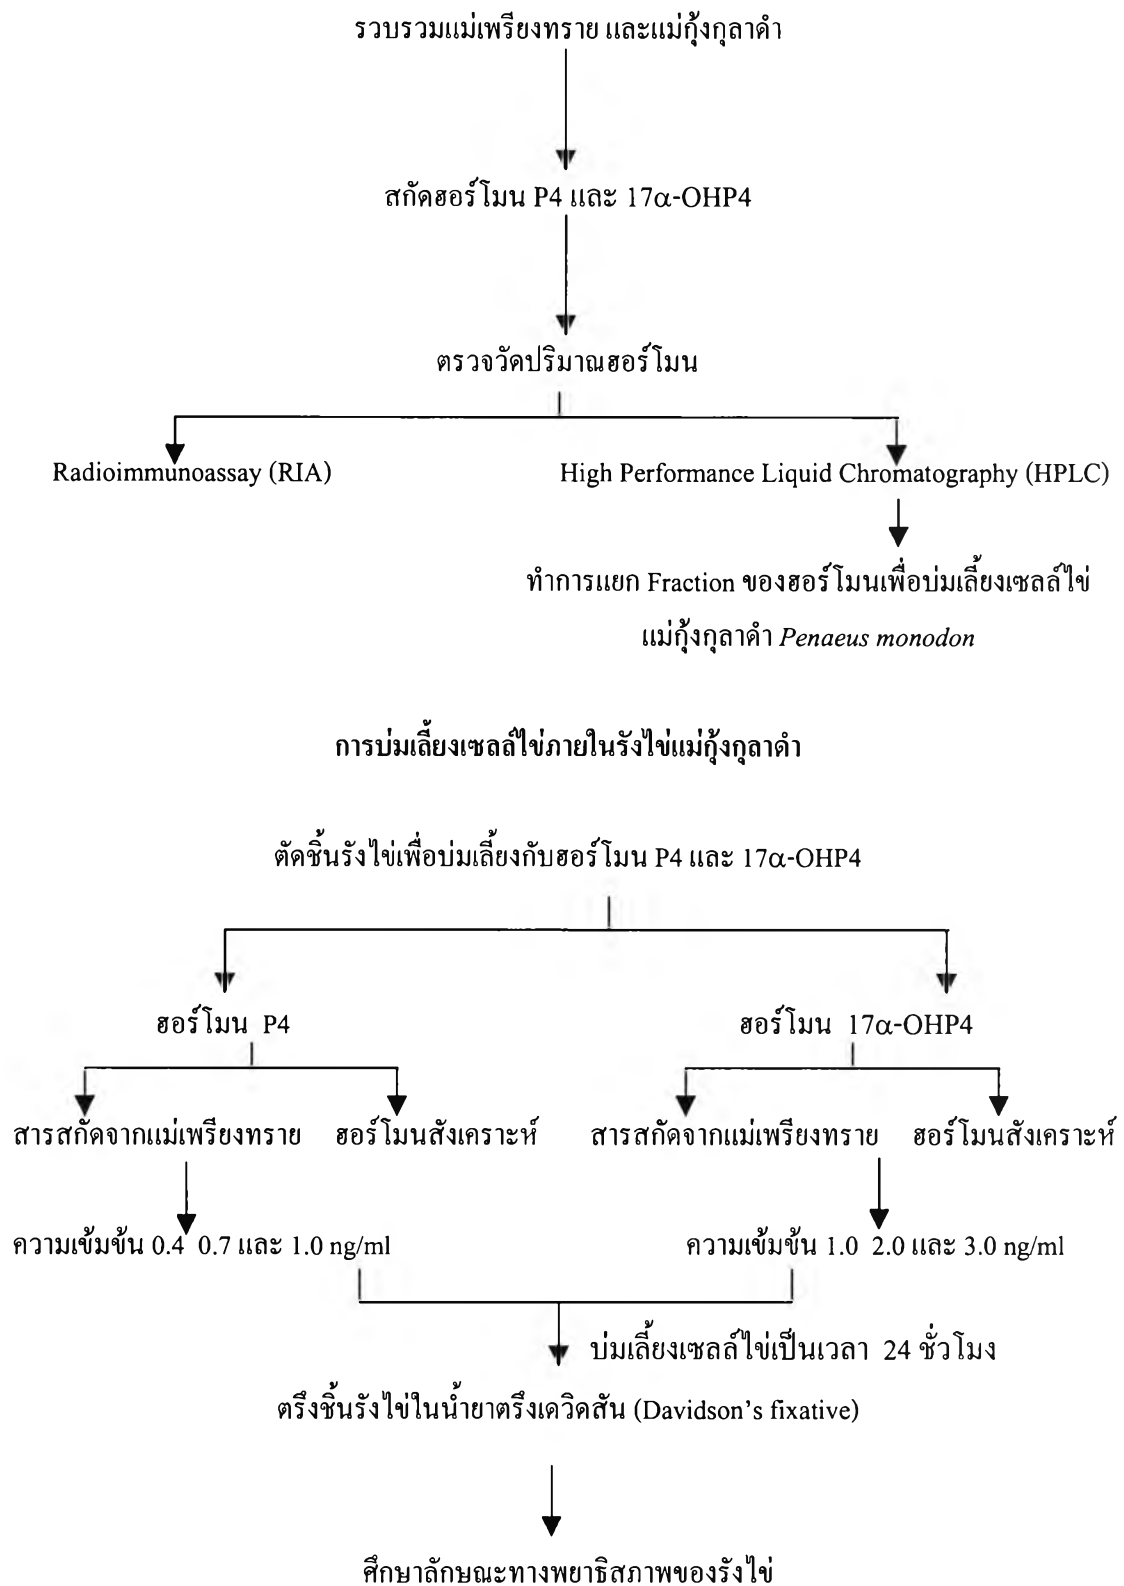 รวบรวมแม่เพรียงทราย และแม่กุ้งกุลาดำ
สกัดฮอร์โมน P4 และ 17α-OHP4
ตรวจวัดปริมาณฮอร์โมน
Radioimmunoassay (RIA)
High Performance Liquid Chromatography (HPLC)
ทำการแยก Fraction ของฮอร์โมนเพื่อบ่มเลี้ยงเซลล์ไข่
แม่กุ้งกุลาดำ Penaeus monodon
การบ่มเลี้ยงเซลล์ไข่ภายในรังไข่แม่กุ้งกุลาดำ
ตัดชิ้นรังไข่เพื่อบ่มเลี้ยงกับฮอร์โมน P4 และ 17α-OHP4
ฮอร์โมน P4
ฮอร์โมน 17α-OHP4
สารสกัดจากแม่เพรียงทราย
ฮอร์โมนสังเคราะห์
สารสกัดจากแม่เพรียงทราย
ฮอร์โมนสังเคราะห์
ความเข้มข้น 0.4 0.7 และ 1.0 ng/ml
ความเข้มข้น 1.0 2.0 และ 3.0 ng/ml
บ่มเลี้ยงเซลล์ไข่เป็นเวลา 24 ชั่วโมง
ตรึงชิ้นรังไข่ในน้ำยาตรึงเดวิดสัน (Davidson's fixative)
ศึกษาลักษณะทางพยาธิสภาพของรังไข่